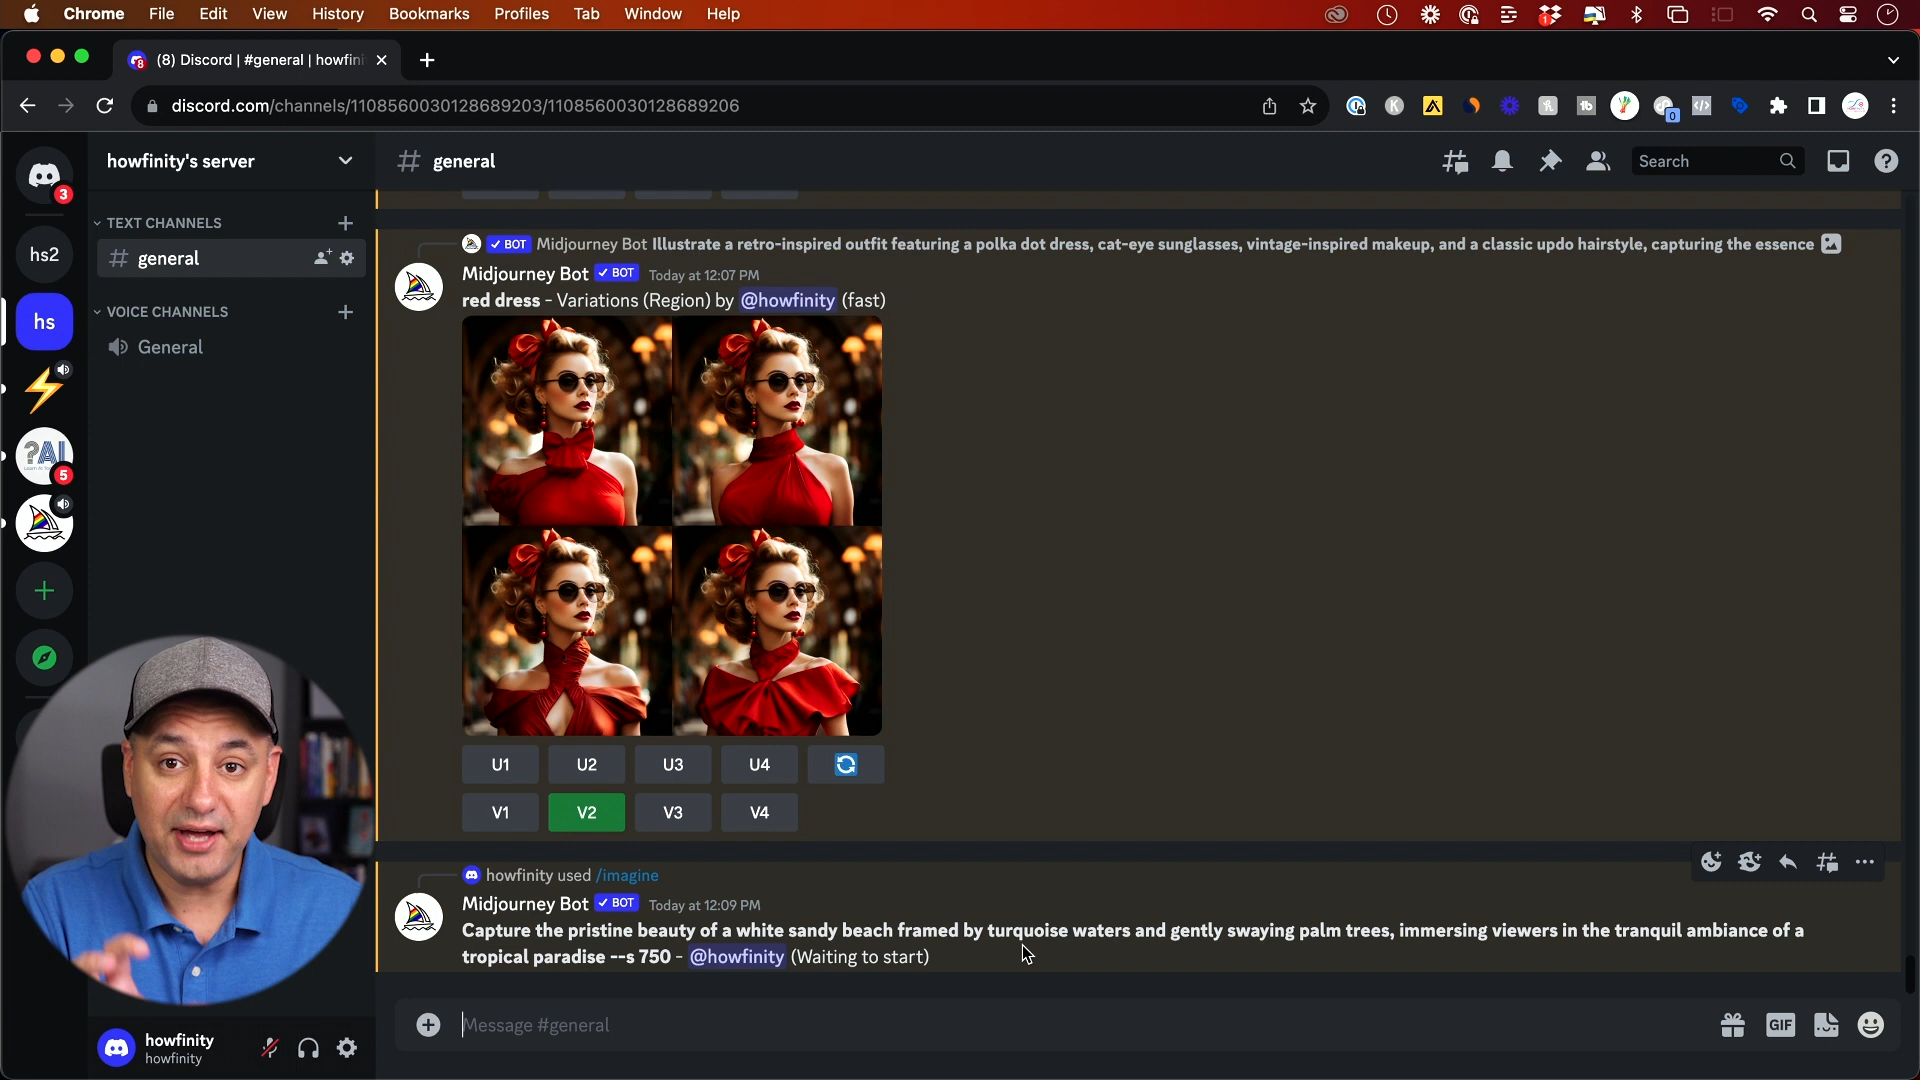 Chrome File Edit View History Bookmarks Profiles Tab Window Help
1
8 (8) Discord | #general | howfini
discord.com/channels/1108560030128689203/1108560030128689206
0
3
howfinity's server
# general
Search
hs2
TEXT CHANNELS
# general
hs
VOICE CHANNELS
General
?AI
5
✓ BOT Midjourney Bot Illustrate a retro-inspired outfit featuring a polka dot dress, cat-eye sunglasses, vintage-inspired makeup, and a classic updo hairstyle, capturing the essence
Midjourney Bot ✓ BOT Today at 12:07 PM
red dress - Variations (Region) by @howfinity (fast)
U1 U2 U3 U4
V1 V2 V3 V4
howfinity used /imagine
Midjourney Bot ✓ BOT Today at 12:09 PM
Capture the pristine beauty of a white sandy beach framed by turquoise waters and gently swaying palm trees, immersing viewers in the tranquil ambiance of a
tropical paradise --s 750 - @howfinity (Waiting to start)
Message #general
GIF
howfinity
howfinity